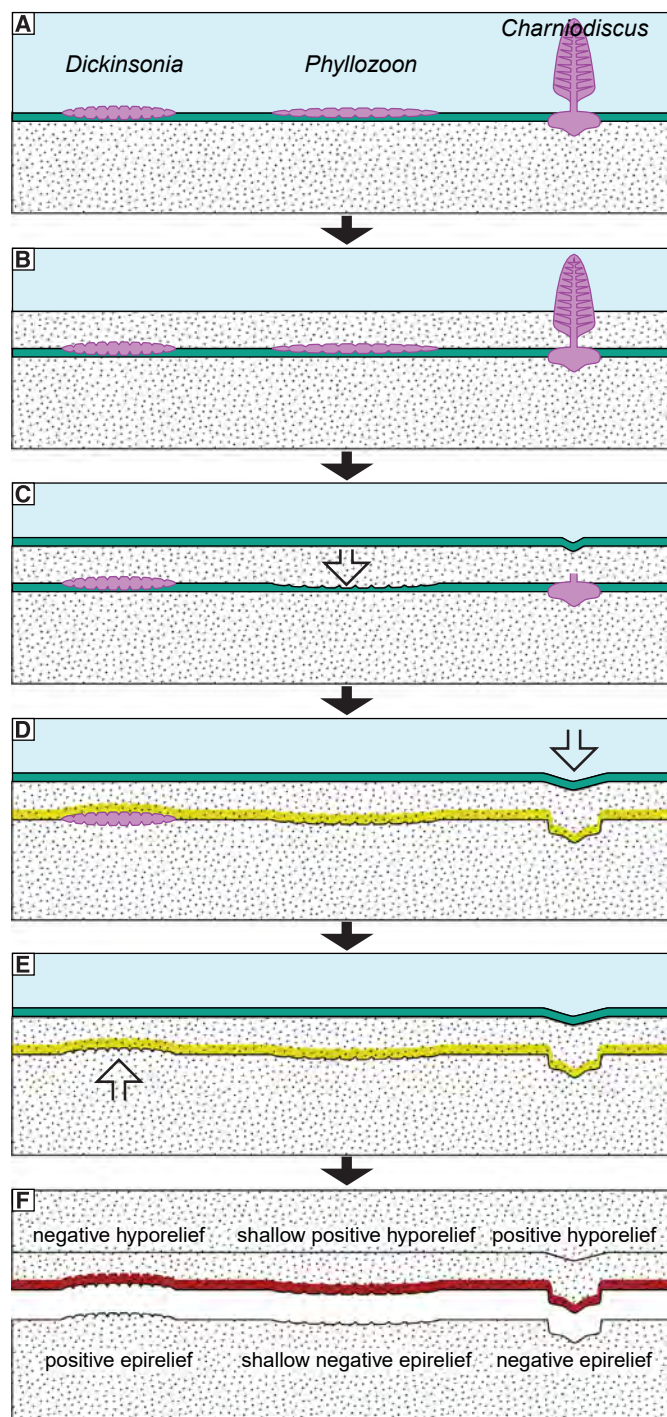 A
Charniodiscus
Dickinsonia
Phyllozoon
B
C
D
E
F
negative hyporelief shallow positive hyporelief positive hyporelief
positive epirelief shallow negative epirelief negative epirelief